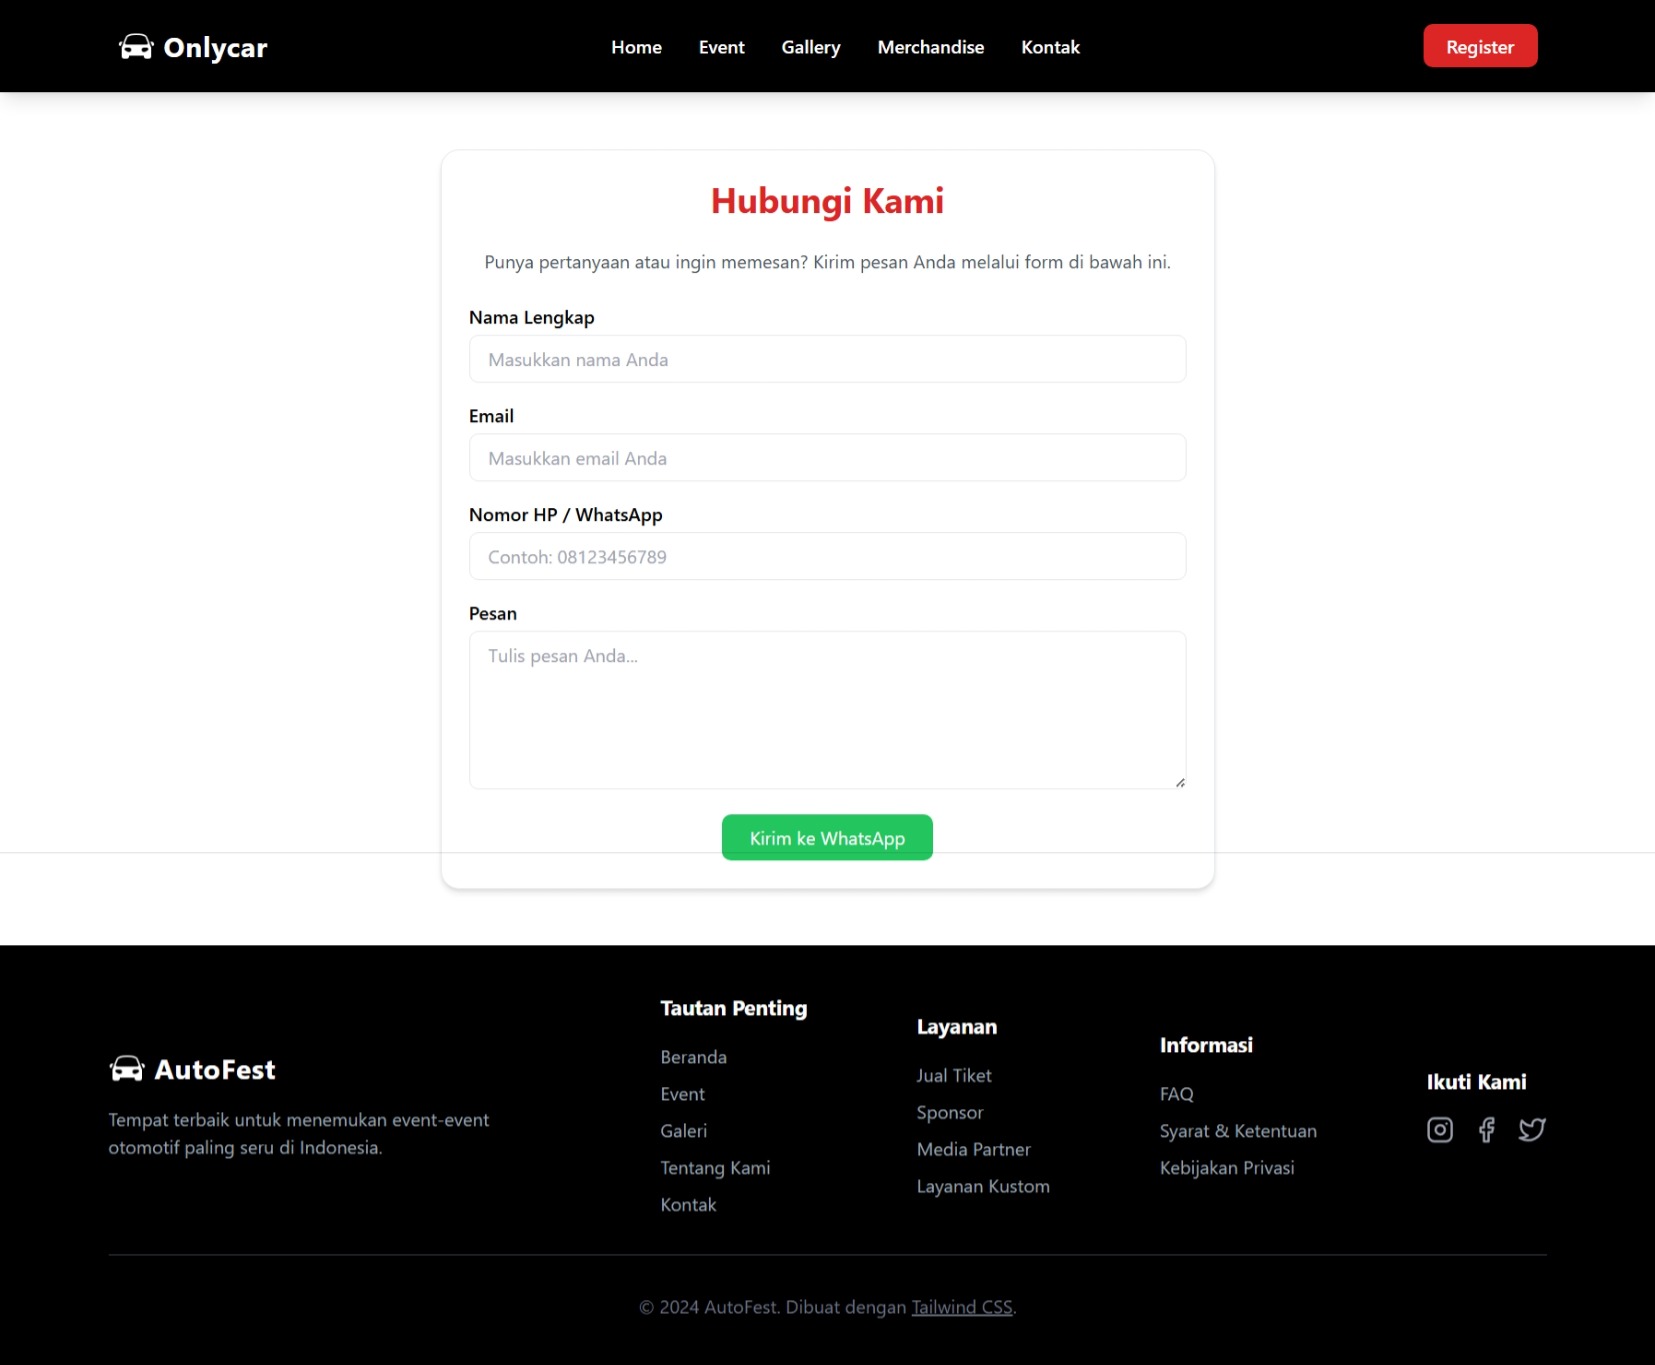 Onlycar
Home
Event
Gallery
Merchandise
Kontak
Register
Hubungi Kami
Punya pertanyaan atau ingin memesan? Kirim pesan Anda melalui form di bawah ini.
Nama Lengkap
Masukkan nama Anda
Email
Masukkan email Anda
Nomor HP / WhatsApp
Contoh: 08123456789
Pesan
Tulis pesan Anda...
Kirim ke WhatsApp
AutoFest
Tempat terbaik untuk menemukan event-event
otomotif paling seru di Indonesia.
Tautan Penting
Beranda
Event
Galeri
Tentang Kami
Kontak
Layanan
Jual Tiket
Sponsor
Media Partner
Layanan Kustom
Informasi
FAQ
Syarat & Ketentuan
Kebijakan Privasi
Ikuti Kami
© 2024 AutoFest. Dibuat dengan Tailwind CSS.